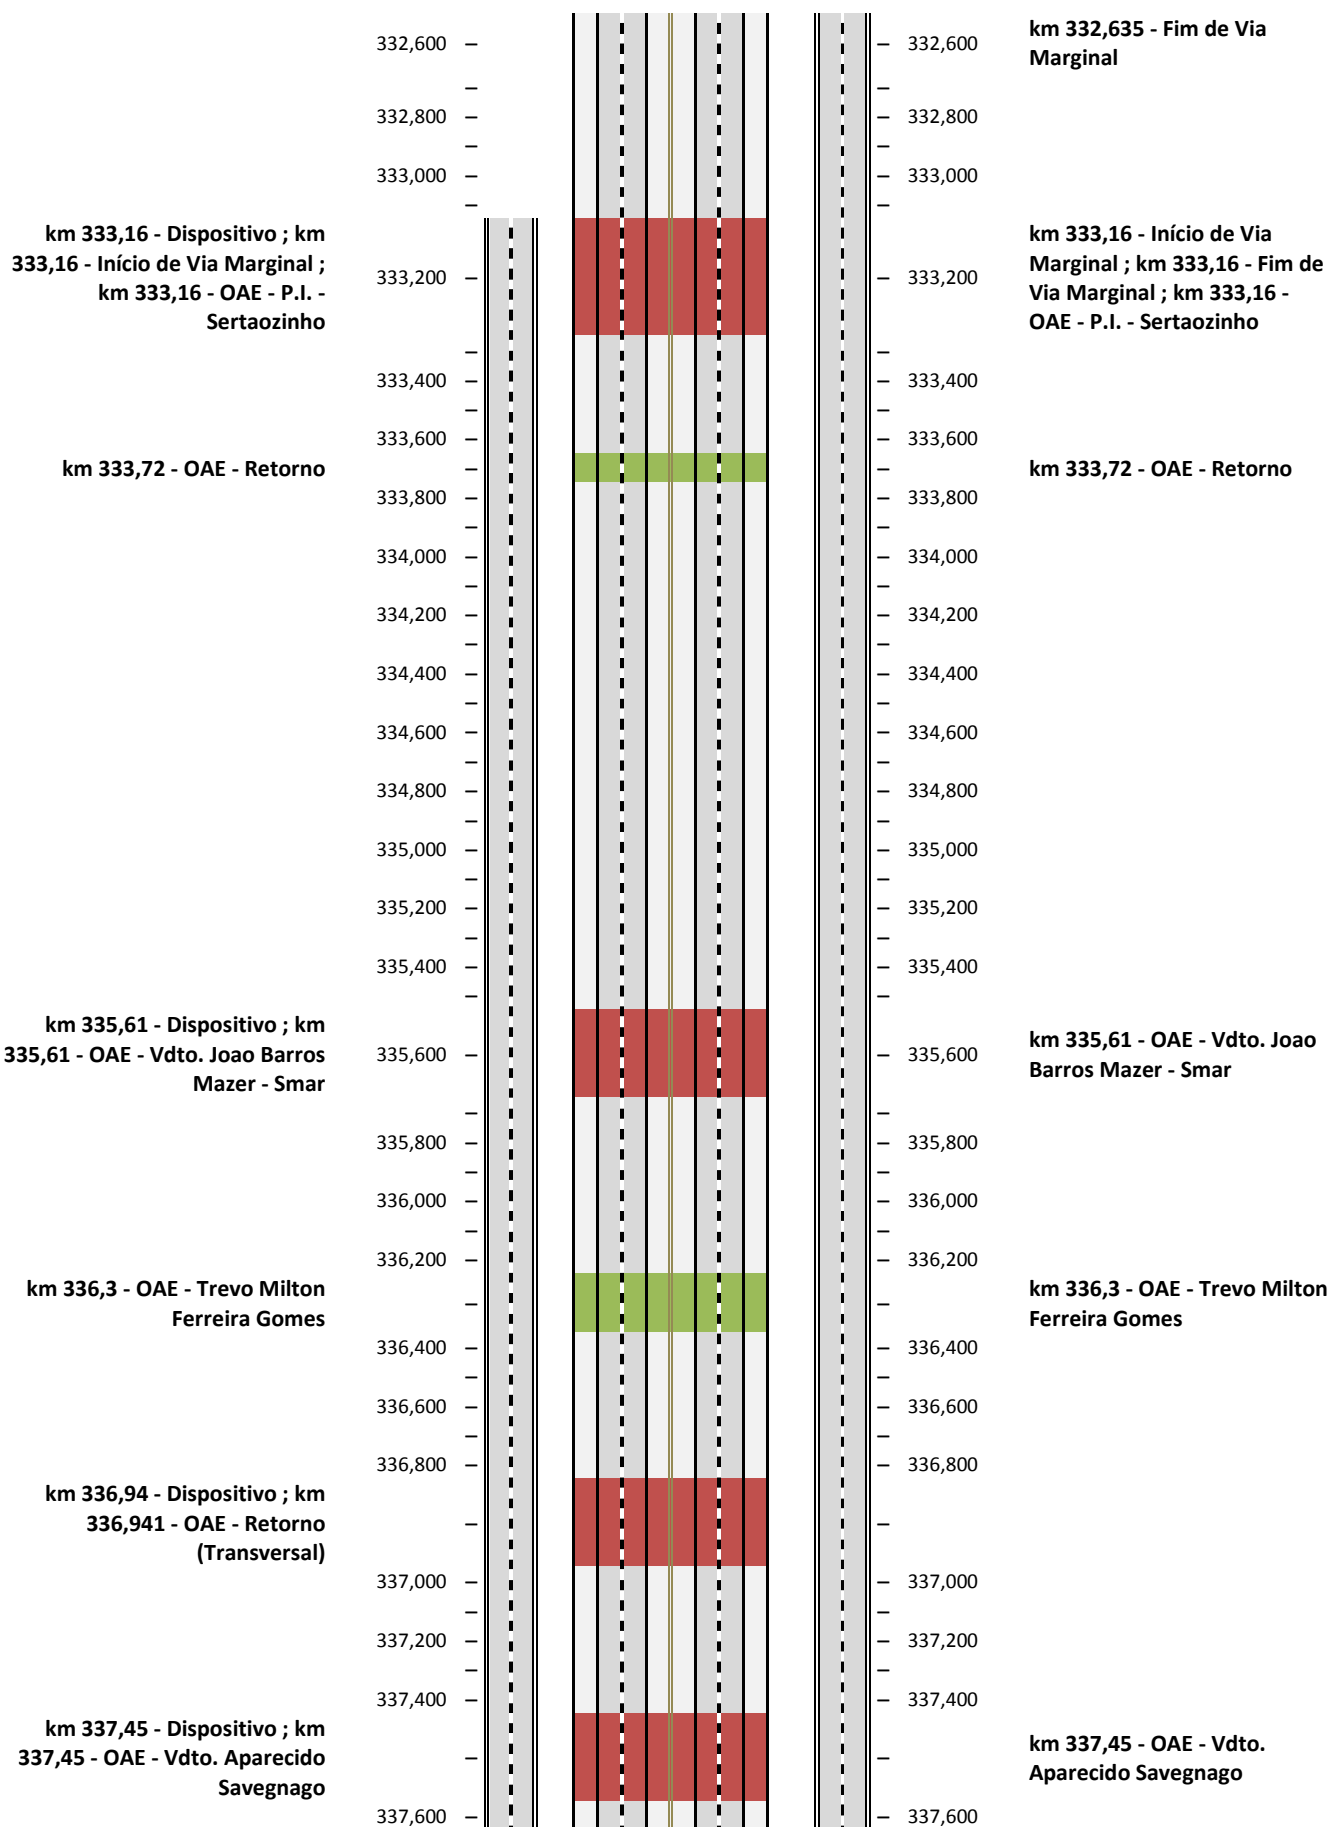 km 332,635 - Fim de Via
Marginal
332,600
332,600
332,800
332,800
333,000
333,000
km 333,16 - Dispositivo ; km
333,16 - Início de Via Marginal ;
km 333,16 - OAE - P.I. -
Sertaozinho
333,200
333,200
km 333,16 - Início de Via
Marginal ; km 333,16 - Fim de
Via Marginal ; km 333,16 -
OAE - P.I. - Sertaozinho
333,400
333,400
333,600
333,600
km 333,72 - OAE - Retorno
km 333,72 - OAE - Retorno
333,800
333,800
334,000
334,000
334,200
334,200
334,400
334,400
334,600
334,600
334,800
334,800
335,000
335,000
335,200
335,200
335,400
335,400
km 335,61 - Dispositivo ; km
335,61 - OAE - Vdto. Joao Barros
Mazer - Smar
335,600
335,600
km 335,61 - OAE - Vdto. Joao
Barros Mazer - Smar
335,800
335,800
336,000
336,000
336,200
336,200
km 336,3 - OAE - Trevo Milton
Ferreira Gomes
km 336,3 - OAE - Trevo Milton
Ferreira Gomes
336,400
336,400
336,600
336,600
336,800
336,800
km 336,94 - Dispositivo ; km
336,941 - OAE - Retorno
(Transversal)
337,000
337,000
337,200
337,200
337,400
337,400
km 337,45 - Dispositivo ; km
337,45 - OAE - Vdto. Aparecido
Savegnago
km 337,45 - OAE - Vdto.
Aparecido Savegnago
337,600
337,600